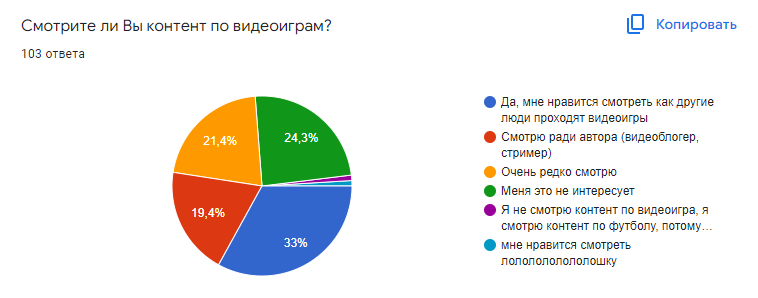 Смотрите ли Вы контент по видеоиграм?
Копировать
103 ответа
24,3%
21,4%
19,4%
33%
Да, мне нравится смотреть как другие
люди проходят видеоигры
Смотрю ради автора (видеоблогер,
стример)
Очень редко смотрю
Меня это не интересует
Я не смотрю контент по видеоигра, я
смотрю контент по футболу, потому…
мне нравится смотреть
лололололололошку